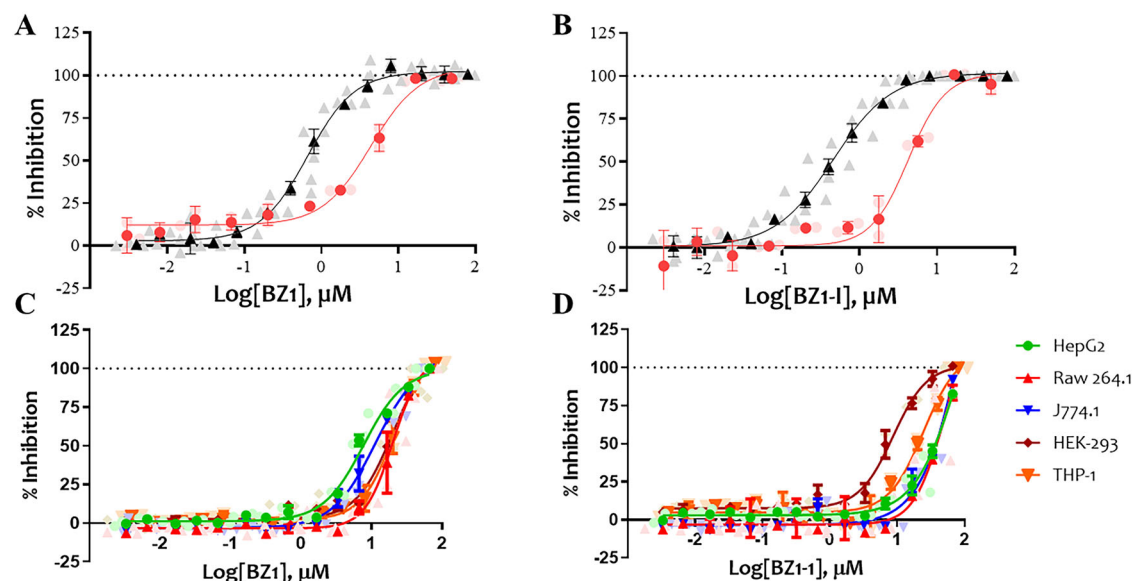 A
125
100
75
50
25
0
-25
% Inhibition
-2
-1
0
1
2
Log[BZ1], µM
B
125
100
75
50
25
0
-25
% Inhibition
-2
-1
0
1
2
Log[BZ1-I], µM
C
125
100
75
50
25
0
-25
% Inhibition
-2
-1
0
1
2
Log[BZ1], µM
D
125
100
75
50
25
0
-25
% Inhibition
-2
-1
0
1
2
Log[BZ1-1], µM
HepG2
Raw 264.1
J774.1
HEK-293
THP-1